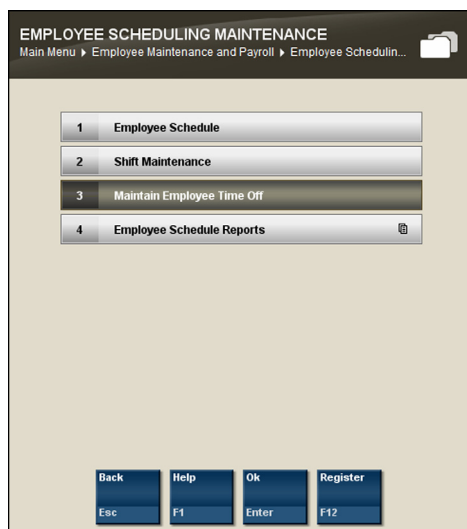 EMPLOYEE SCHEDULING MAINTENANCE
Main Menu ▸ Employee Maintenance and Payroll ▸ Employee Schedulin...
1 Employee Schedule
2 Shift Maintenance
3 Maintain Employee Time Off
4 Employee Schedule Reports
Back Help Ok Register
Esc F1 Enter F12